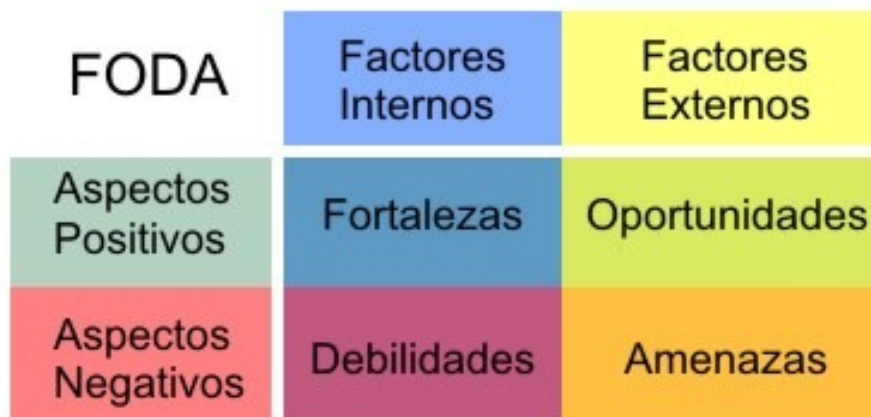 FODA
Factores
Internos
Factores
Externos
Aspectos
Positivos
Fortalezas
Oportunidades
Aspectos
Negativos
Debilidades
Amenazas